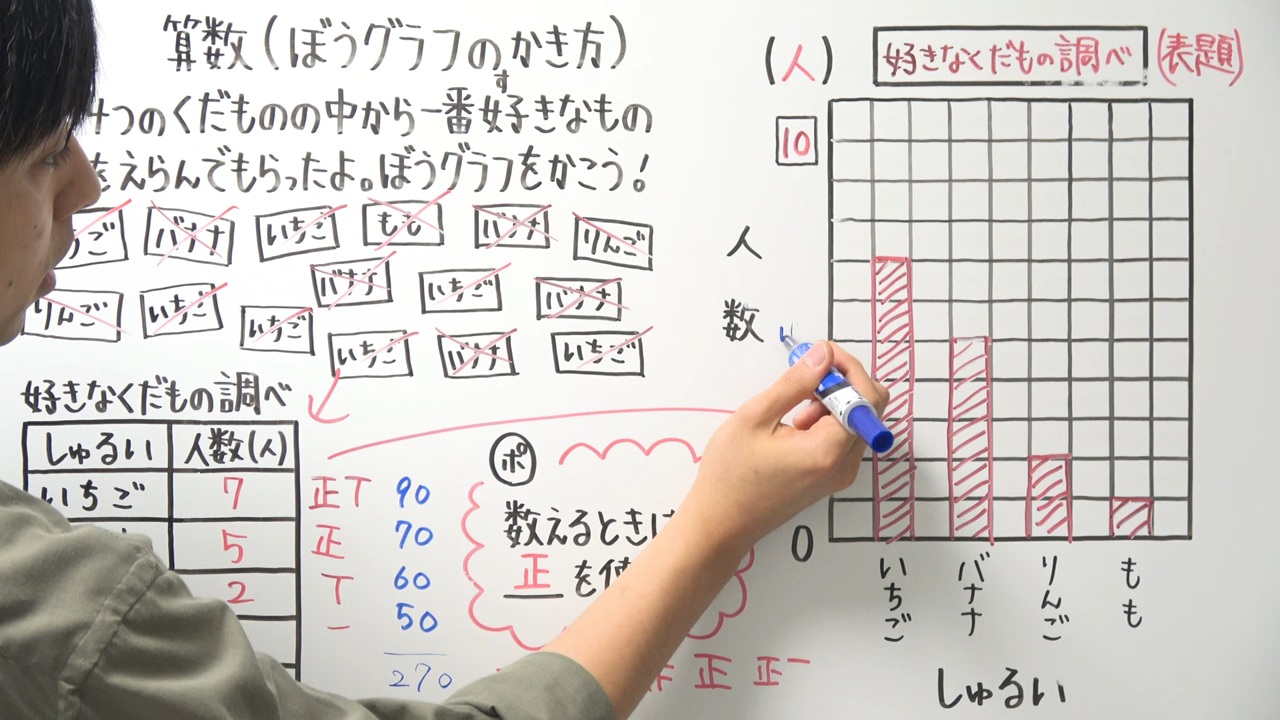 算数(ぼうグラフのかき方)
す
つのくだものの中から一番好きなもの
をえらんでもらったよ。ぼうグラフをかこう!
ご バナナ いちご もも バナナ りんご
バナナ いちご バナナ
りんご いちご いちご
いちご バナナ いちご
好きなくだもの調べ
しゅるい 人数(人)
いちご 7 正T 90
5 正 70
2 T 60
一 50
270
ポ
数えるときは
正を使
正 正一
(人) 好きなくだもの調べ (表題)
10
人
数
0
いちご バナナ りんご もも
しゅるい